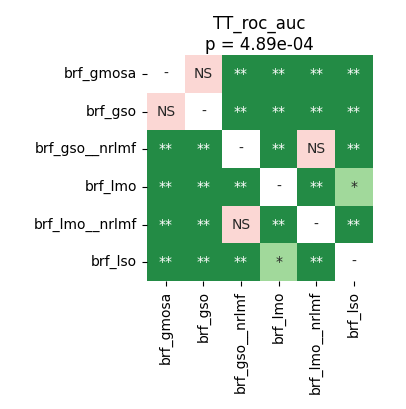 TT_roc_auc
p = 4.89e-04
brf_gmosa - NS ** ** ** **
brf_gso NS - ** ** ** **
brf_gso__nrlmf ** ** - ** NS **
brf_lmo ** ** ** - ** *
brf_lmo__nrlmf ** ** NS ** - **
brf_lso ** ** ** * ** -
brf_gmosa
brf_gso
brf_gso__nrlmf
brf_lmo
brf_lmo__nrlmf
brf_lso